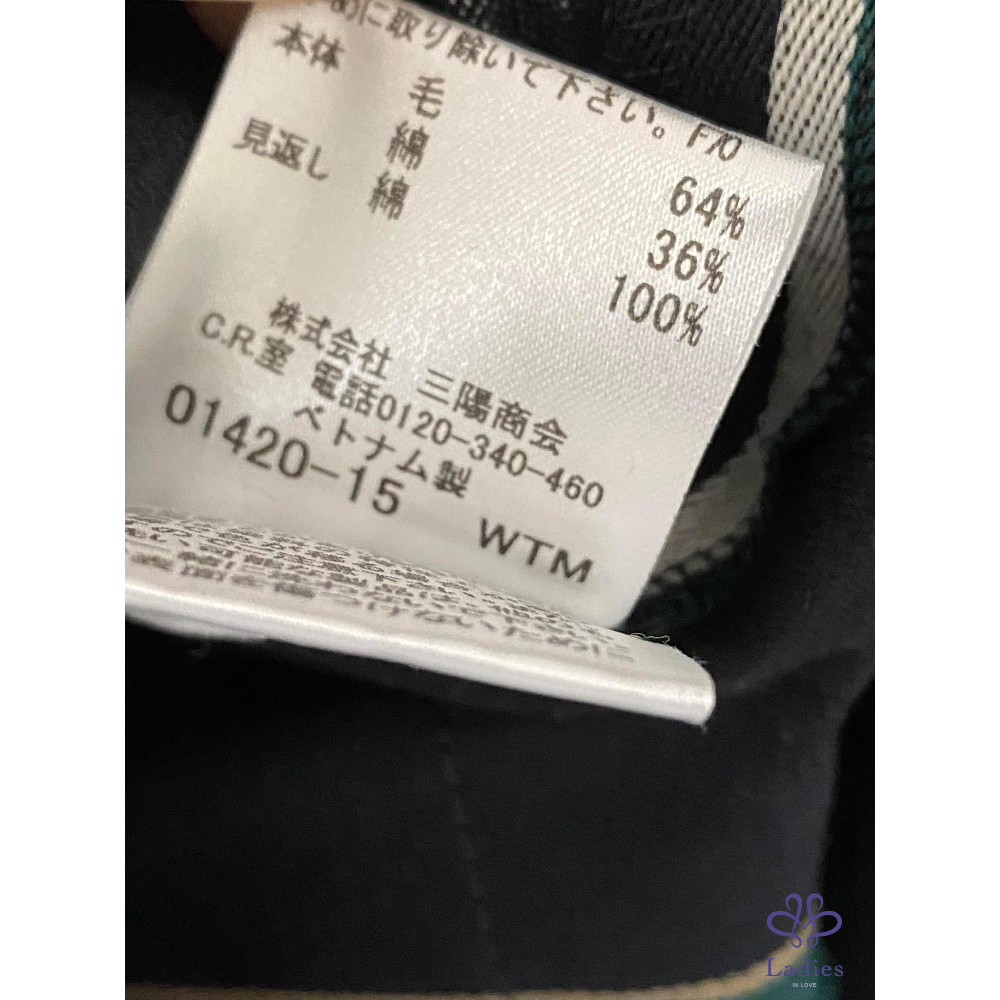 に取り除いて下さい。 F/O
本体 毛 64%
綿 36%
見返し 綿 100%
株式会社 三陽商会
C.R.室 電話0120-340-460
ベトナム製
01420-15 WTM
Ladies
IN LOVE